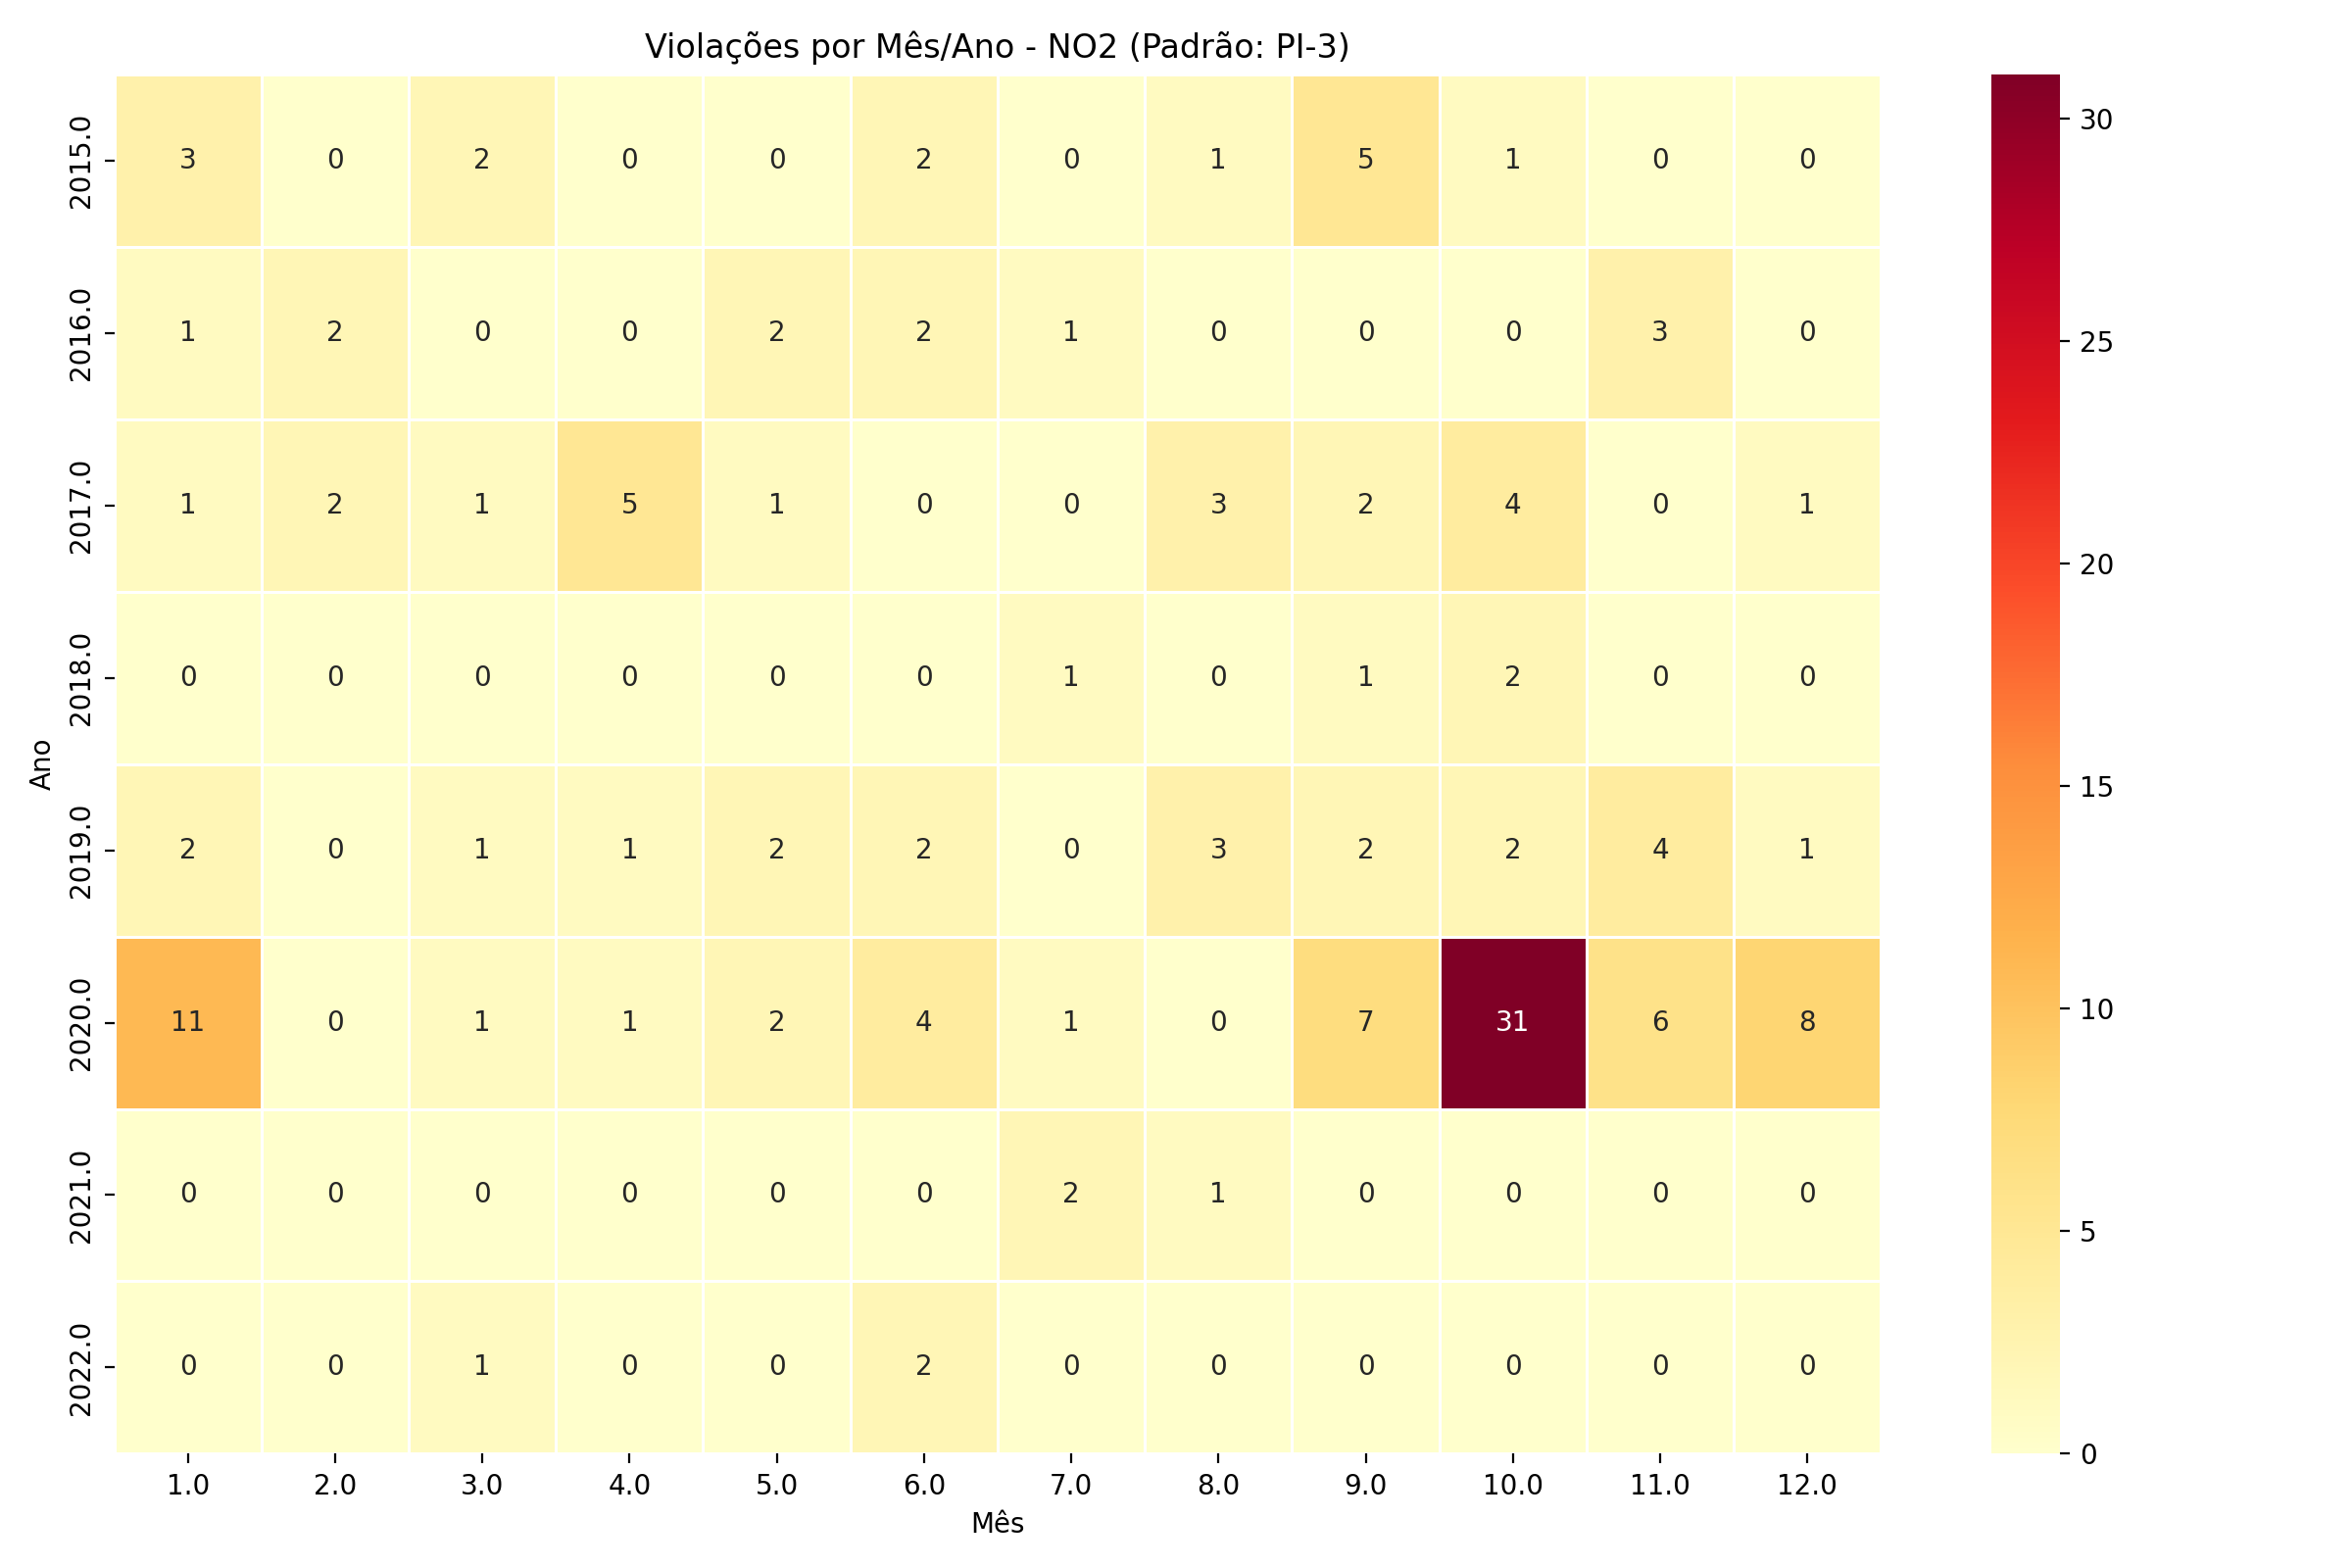 Violações por Mês/Ano - NO2 (Padrão: PI-3)
2015.0 3 0 2 0 0 2 0 1 5 1 0 0
2016.0 1 2 0 0 2 2 1 0 0 0 3 0
2017.0 1 2 1 5 1 0 0 3 2 4 0 1
2018.0 0 0 0 0 0 0 1 0 1 2 0 0
2019.0 2 0 1 1 2 2 0 3 2 2 4 1
2020.0 11 0 1 1 2 4 1 0 7 31 6 8
2021.0 0 0 0 0 0 0 2 1 0 0 0 0
2022.0 0 0 1 0 0 2 0 0 0 0 0 0
1.0 2.0 3.0 4.0 5.0 6.0 7.0 8.0 9.0 10.0 11.0 12.0
Mês
Ano
30
25
20
15
10
5
0